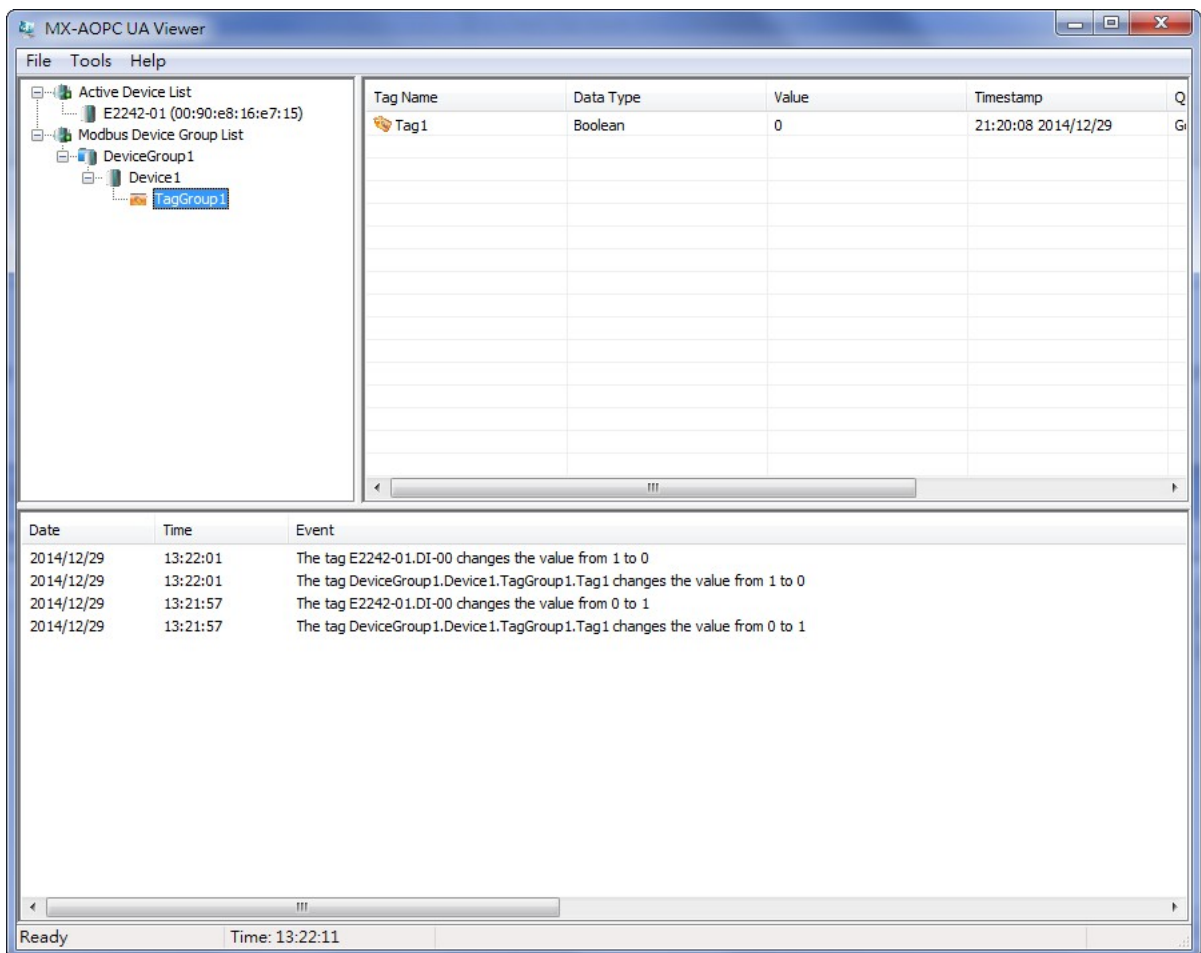 MX-AOPC UA Viewer
File Tools Help
Active Device List
E2242-01 (00:90:e8:16:e7:15)
Modbus Device Group List
DeviceGroup1
Device1
TagGroup1
Tag Name Data Type Value Timestamp Q
Tag1 Boolean 0 21:20:08 2014/12/29
Date Time Event
2014/12/29 13:22:01 The tag E2242-01.DI-00 changes the value from 1 to 0
2014/12/29 13:22:01 The tag DeviceGroup1.Device1.TagGroup1.Tag1 changes the value from 1 to 0
2014/12/29 13:21:57 The tag E2242-01.DI-00 changes the value from 0 to 1
2014/12/29 13:21:57 The tag DeviceGroup1.Device1.TagGroup1.Tag1 changes the value from 0 to 1
Ready Time: 13:22:11